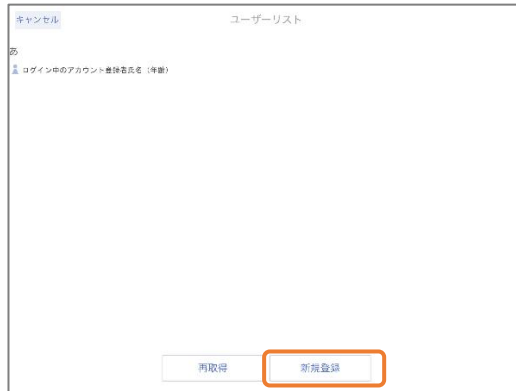 キャンセル ユーザーリスト
あ
ログイン中のアカウント登録者氏名（年齢）
再取得 新規登録